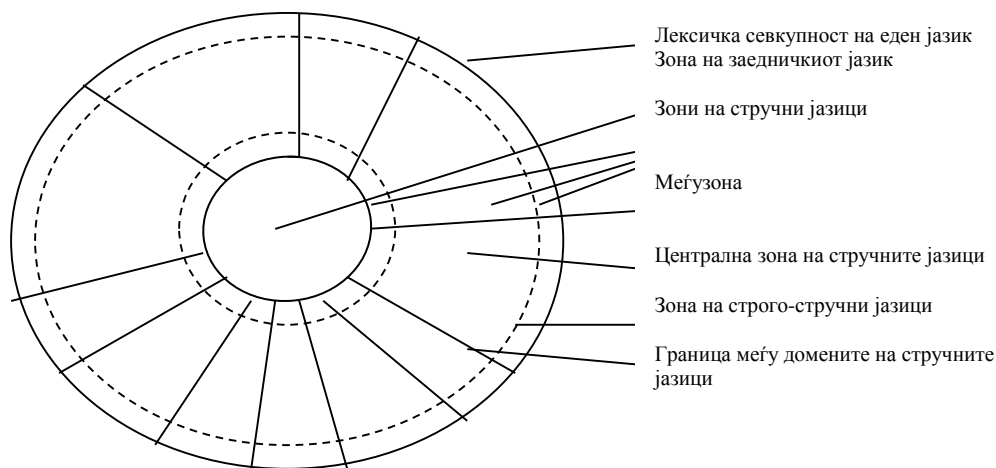 Лексичка севкупност на еден јазик
Зона на заедничкиот јазик
Зони на стручни јазици
Меѓузона
Централна зона на стручните јазици
Зона на строго-стручни јазици
Граница меѓу домените на стручните
јазици